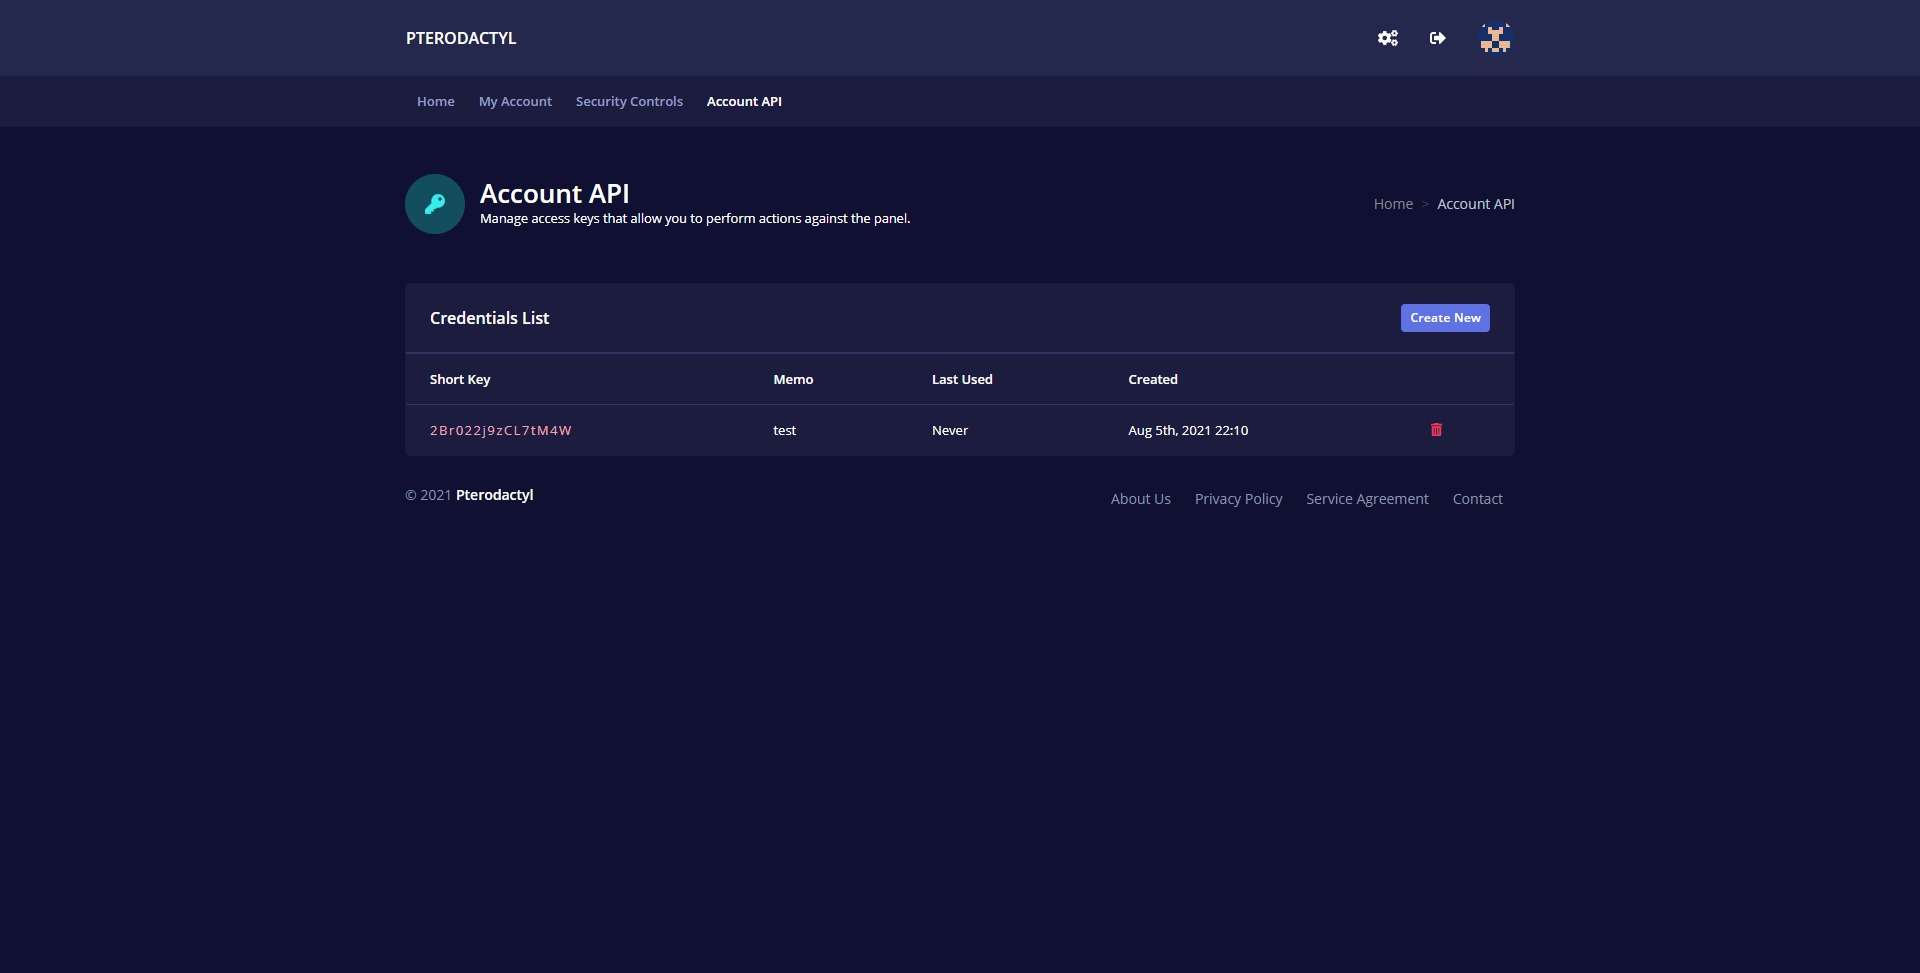 PTERODACTYL
Home My Account Security Controls Account API
Account API
Manage access keys that allow you to perform actions against the panel.
Home > Account API
Credentials List
Create New
Short Key Memo Last Used Created
2Br022j9zCL7tM4W test Never Aug 5th, 2021 22:10
© 2021 Pterodactyl
About Us Privacy Policy Service Agreement Contact